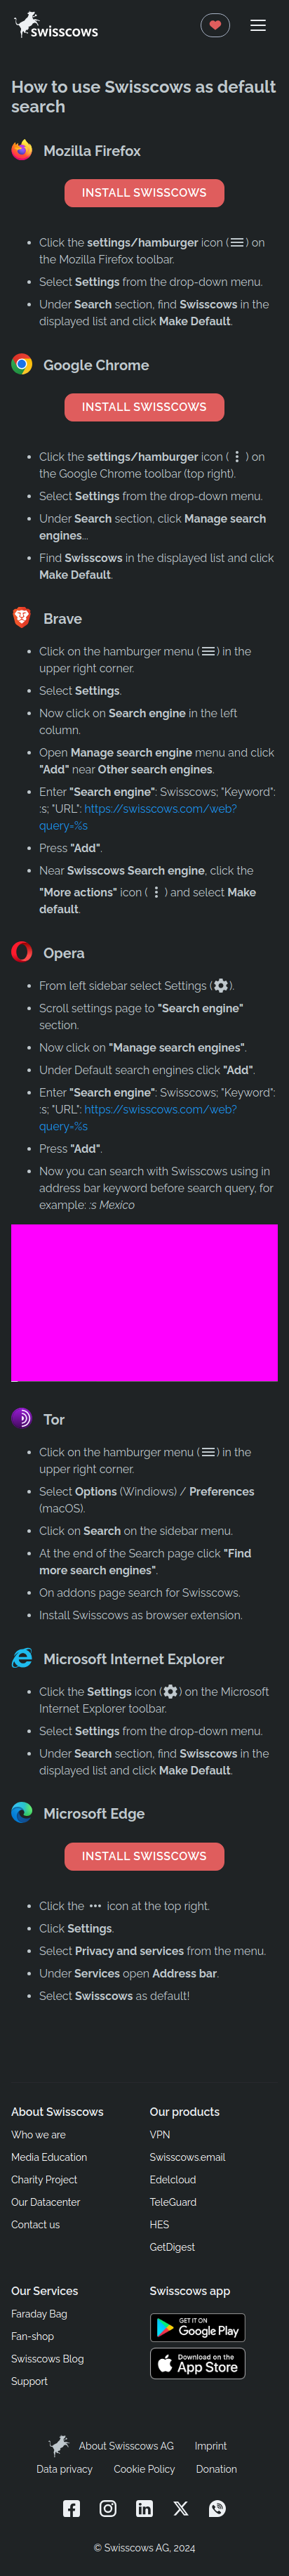 swisscows
How to use Swisscows as default
search
Mozilla Firefox
INSTALL SWISSCOWS
Click the settings/hamburger icon ( ) on
the Mozilla Firefox toolbar.
Select Settings from the drop-down menu.
Under Search section, find Swisscows in the
displayed list and click Make Default.
Google Chrome
INSTALL SWISSCOWS
Click the settings/hamburger icon ( ) on
the Google Chrome toolbar (top right).
Select Settings from the drop-down menu.
Under Search section, click Manage search
engines...
Find Swisscows in the displayed list and click
Make Default.
Brave
Click on the hamburger menu ( ) in the
upper right corner.
Select Settings.
Now click on Search engine in the left
column.
Open Manage search engine menu and click
"Add" near Other search engines.
Enter "Search engine": Swisscows; "Keyword":
:s; "URL": https://swisscows.com/web?
query=%s
Press "Add".
Near Swisscows Search engine, click the
"More actions" icon ( ) and select Make
default.
Opera
From left sidebar select Settings ( ).
Scroll settings page to "Search engine"
section.
Now click on "Manage search engines".
Under Default search engines click "Add".
Enter "Search engine": Swisscows; "Keyword":
:s; "URL": https://swisscows.com/web?
query=%s
Press "Add".
Now you can search with Swisscows using in
address bar keyword before search query, for
example: :s Mexico
Tor
Click on the hamburger menu ( ) in the
upper right corner.
Select Options (Windiows) / Preferences
(macOS).
Click on Search on the sidebar menu.
At the end of the Search page click "Find
more search engines".
On addons page search for Swisscows.
Install Swisscows as browser extension.
Microsoft Internet Explorer
Click the Settings icon ( ) on the Microsoft
Internet Explorer toolbar.
Select Settings from the drop-down menu.
Under Search section, find Swisscows in the
displayed list and click Make Default.
Microsoft Edge
INSTALL SWISSCOWS
Click the ••• icon at the top right.
Click Settings.
Select Privacy and services from the menu.
Under Services open Address bar.
Select Swisscows as default!
About Swisscows
Who we are
Media Education
Charity Project
Our Datacenter
Contact us
Our products
VPN
Swisscows.email
Edelcloud
TeleGuard
HES
GetDigest
Our Services
Faraday Bag
Fan-shop
Swisscows Blog
Support
Swisscows app
GET IT ON
Google Play
Download on the
App Store
About Swisscows AG
Imprint
Data privacy
Cookie Policy
Donation
© Swisscows AG, 2024